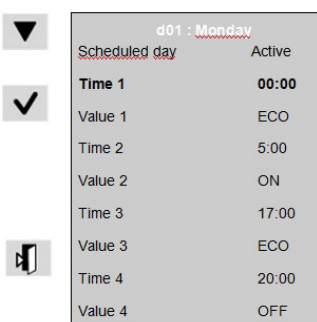 d01 : Monday
Scheduled day Active
Time 1 00:00
Value 1 ECO
Time 2 5:00
Value 2 ON
Time 3 17:00
Value 3 ECO
Time 4 20:00
Value 4 OFF